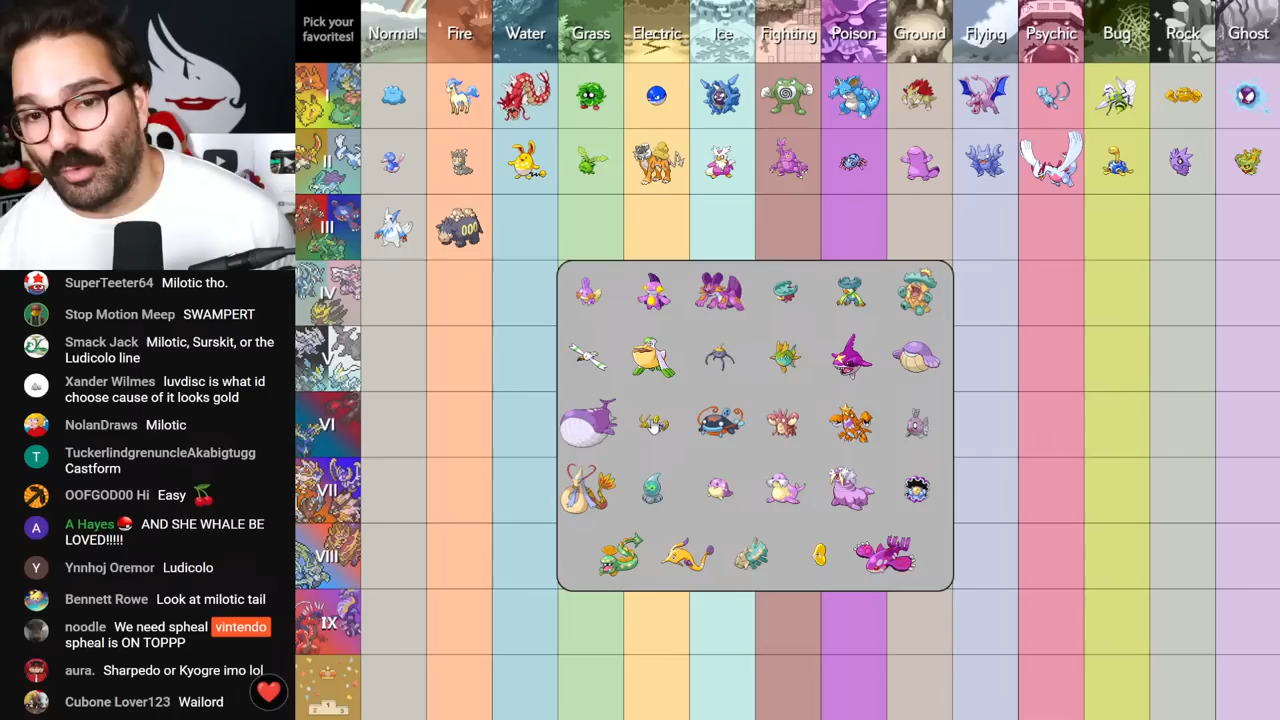 Pick your
favorites!
Normal
Fire
Water
Grass
Electric
Ice
Fighting
Poison
Ground
Flying
Psychic
Bug
Rock
Ghost
I
II
III
IV
V
VI
VII
VIII
IX
2 1 3
SuperTeeter64 Milotic tho.
Stop Motion Meep SWAMPERT
Smack Jack Milotic, Surskit, or the
Ludicolo line
Xander Wilmes luvdisc is what id
choose cause of it looks gold
NolanDraws Milotic
T
TuckerlindgrenuncleAkabigtugg
Castform
OOFGOD00 Hi Easy
A
A Hayes AND SHE WHALE BE
LOVED!!!!!
Y
Ynnhoj Oremor Ludicolo
Bennett Rowe Look at milotic tail
noodle We need spheal vintendo
spheal is ON TOPPP
aura. Sharpedo or Kyogre imo lol
Cubone Lover123 Wailord